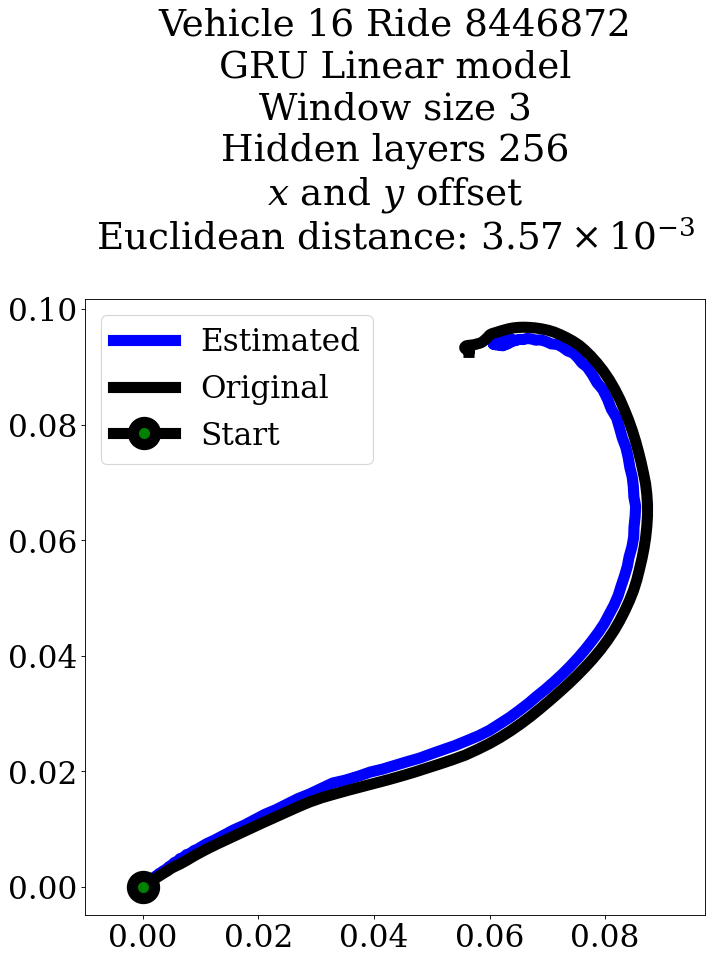 Vehicle 16 Ride 8446872
GRU Linear model
Window size 3
Hidden layers 256
x and y offset
Euclidean distance: 3.57 × 10⁻³
0.10
Estimated
Original
0.08
Start
0.06
0.04
0.02
0.00
0.00 0.02 0.04 0.06 0.08